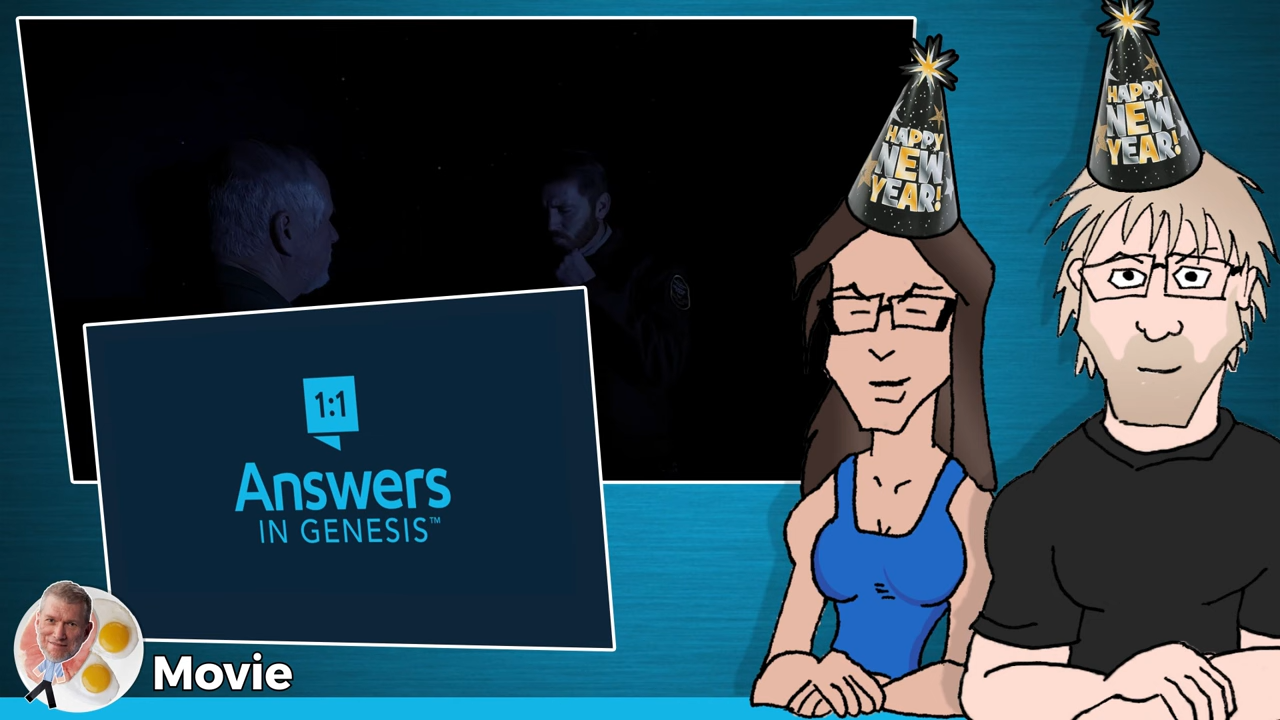 HAPPY
NEW
YEAR!
HAPPY
NEW
YEAR!
1:1
Answers
IN GENESIS™
Movie